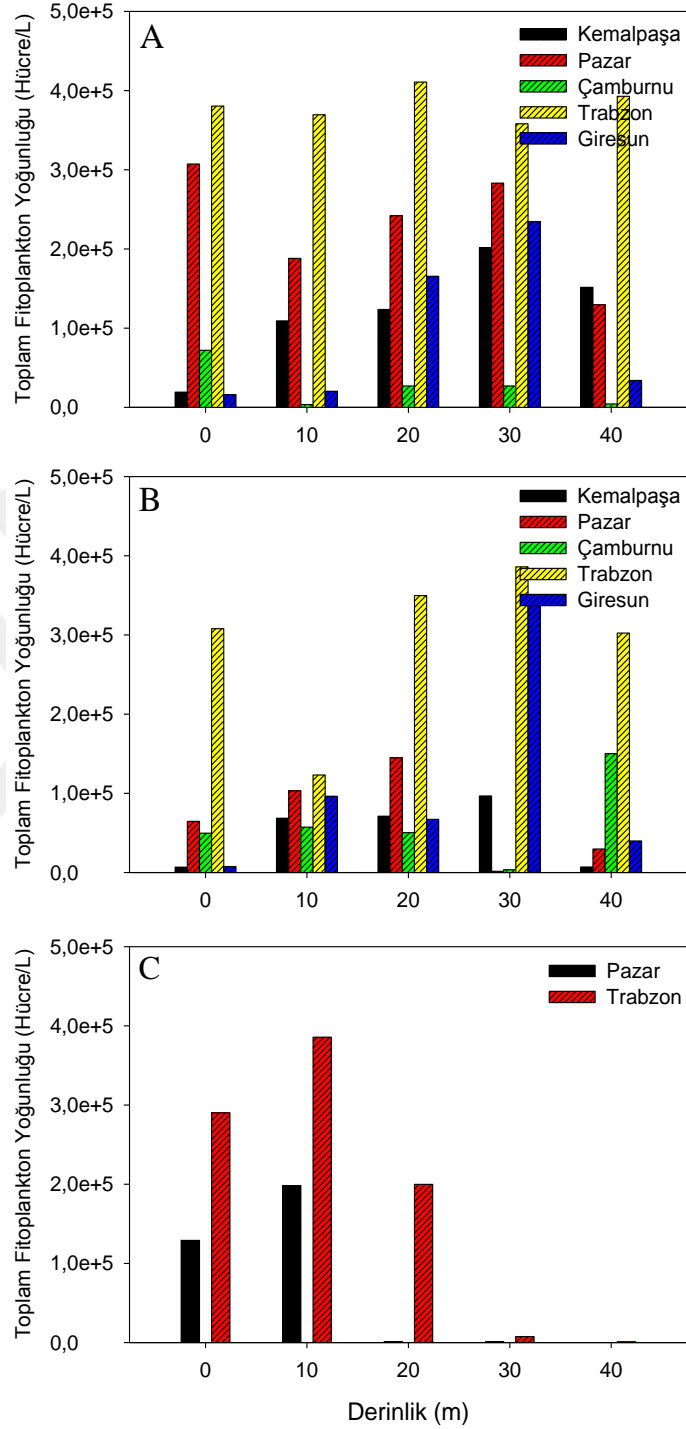 A
Toplam Fitoplankton Yoğunluğu (Hücre/L)
5,0e+5
4,0e+5
3,0e+5
2,0e+5
1,0e+5
0,0
Kemalpaşa
Pazar
Çamburnu
Trabzon
Giresun
0 10 20 30 40
B
Toplam Fitoplankton Yoğunluğu (Hücre/L)
5,0e+5
4,0e+5
3,0e+5
2,0e+5
1,0e+5
0,0
Kemalpaşa
Pazar
Çamburnu
Trabzon
Giresun
0 10 20 30 40
C
Toplam Fitoplankton Yoğunluğu (Hücre/L)
5,0e+5
4,0e+5
3,0e+5
2,0e+5
1,0e+5
0,0
Pazar
Trabzon
0 10 20 30 40
Derinlik (m)